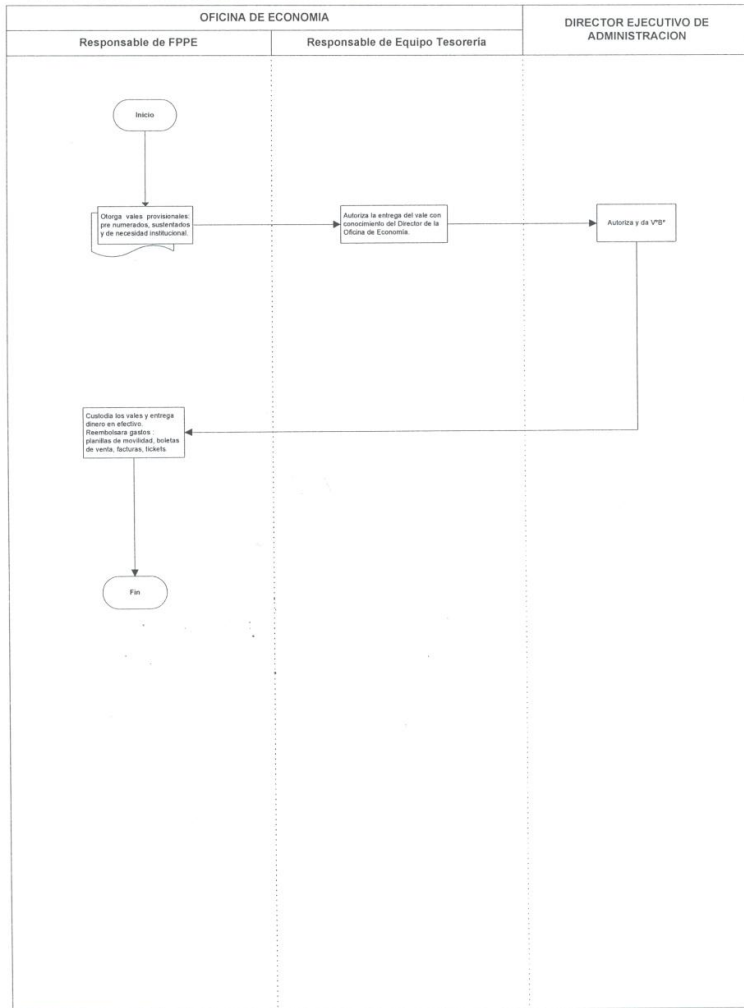 OFICINA DE ECONOMIA
DIRECTOR EJECUTIVO DE
ADMINISTRACION
Responsable de FPPE
Responsable de Equipo Tesoreria
Inicio
Otorga vales provisionales:
pre numerados, sustentados
y de necesidad institucional.
Autoriza la entrega del vale con
conocimiento del Director de la
Oficina de Economía.
Autoriza y da V°B°
Custodia los vales y entrega
dinero en efectivo.
Reembolsara gastos :
planillas de movilidad, boletas
de venta, facturas, tickets.
Fin